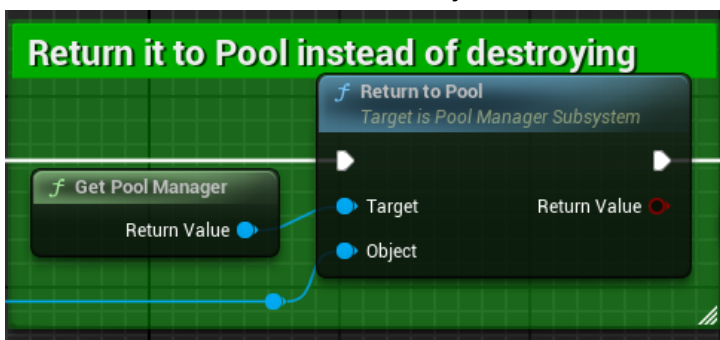 Return it to Pool instead of destroying
f Return to Pool
Target is Pool Manager Subsystem
f Get Pool Manager
Return Value
Target
Return Value
Object